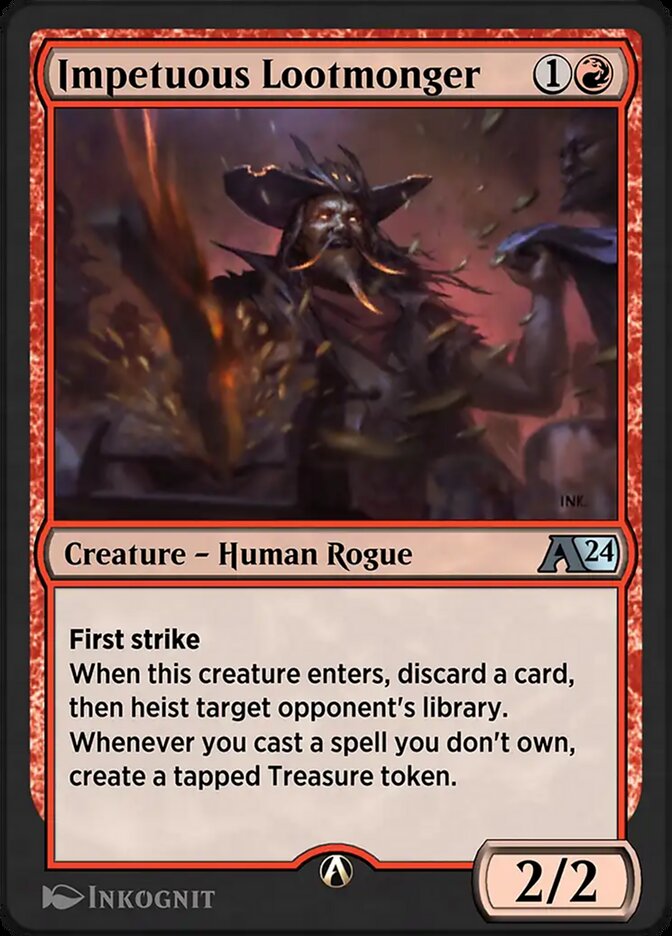 Impetuous Lootmonger 1
INK.
Creature – Human Rogue A24
First strike
When this creature enters, discard a card,
then heist target opponent's library.
Whenever you cast a spell you don't own,
create a tapped Treasure token.
2/2
INKOGNIT